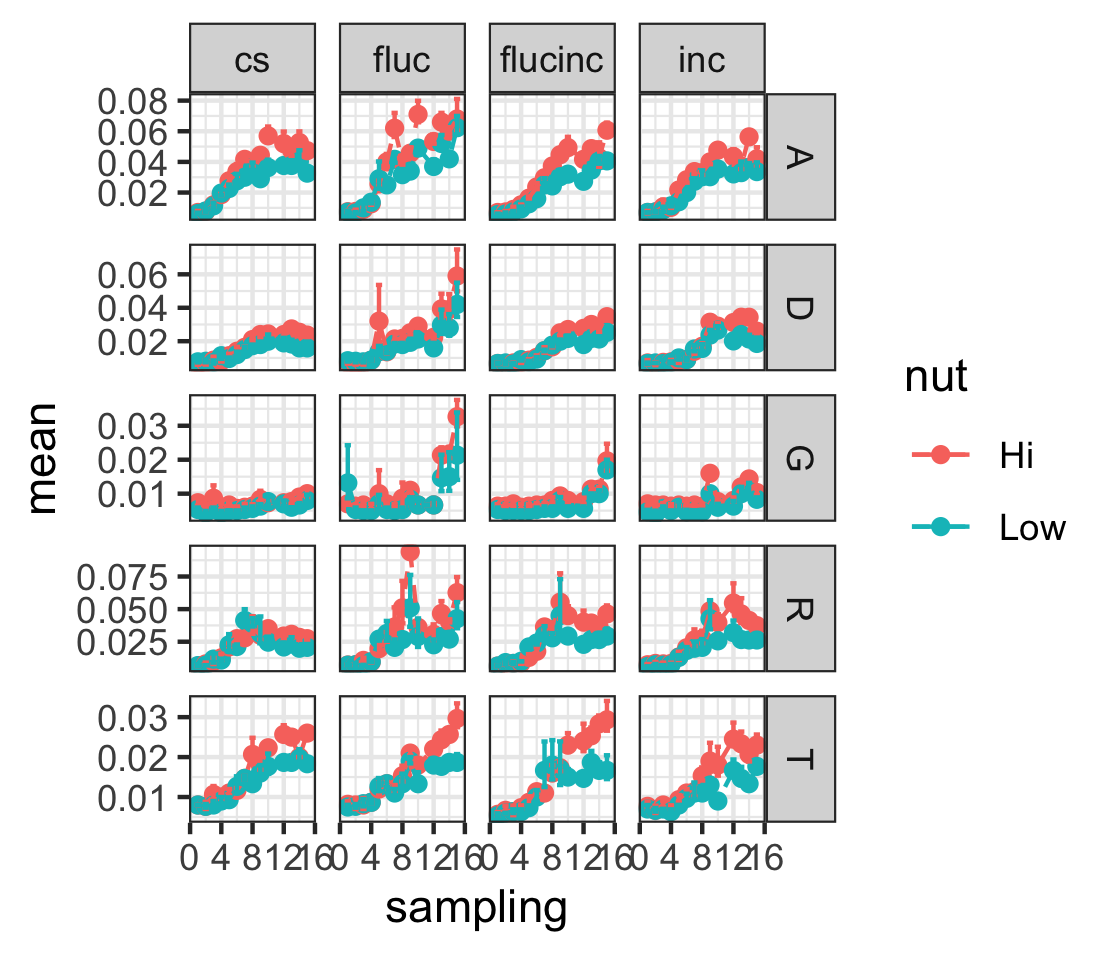 cs fluc flucinc inc
0.08
0.06
0.04
0.02
A
0.06
0.04
0.02
D
0.03
0.02
0.01
G
0.075
0.050
0.025
R
0.03
0.02
0.01
T
0 4 8 12 16 0 4 8 12 16 0 4 8 12 16 0 4 8 12 16
sampling
mean
nut
Hi
Low